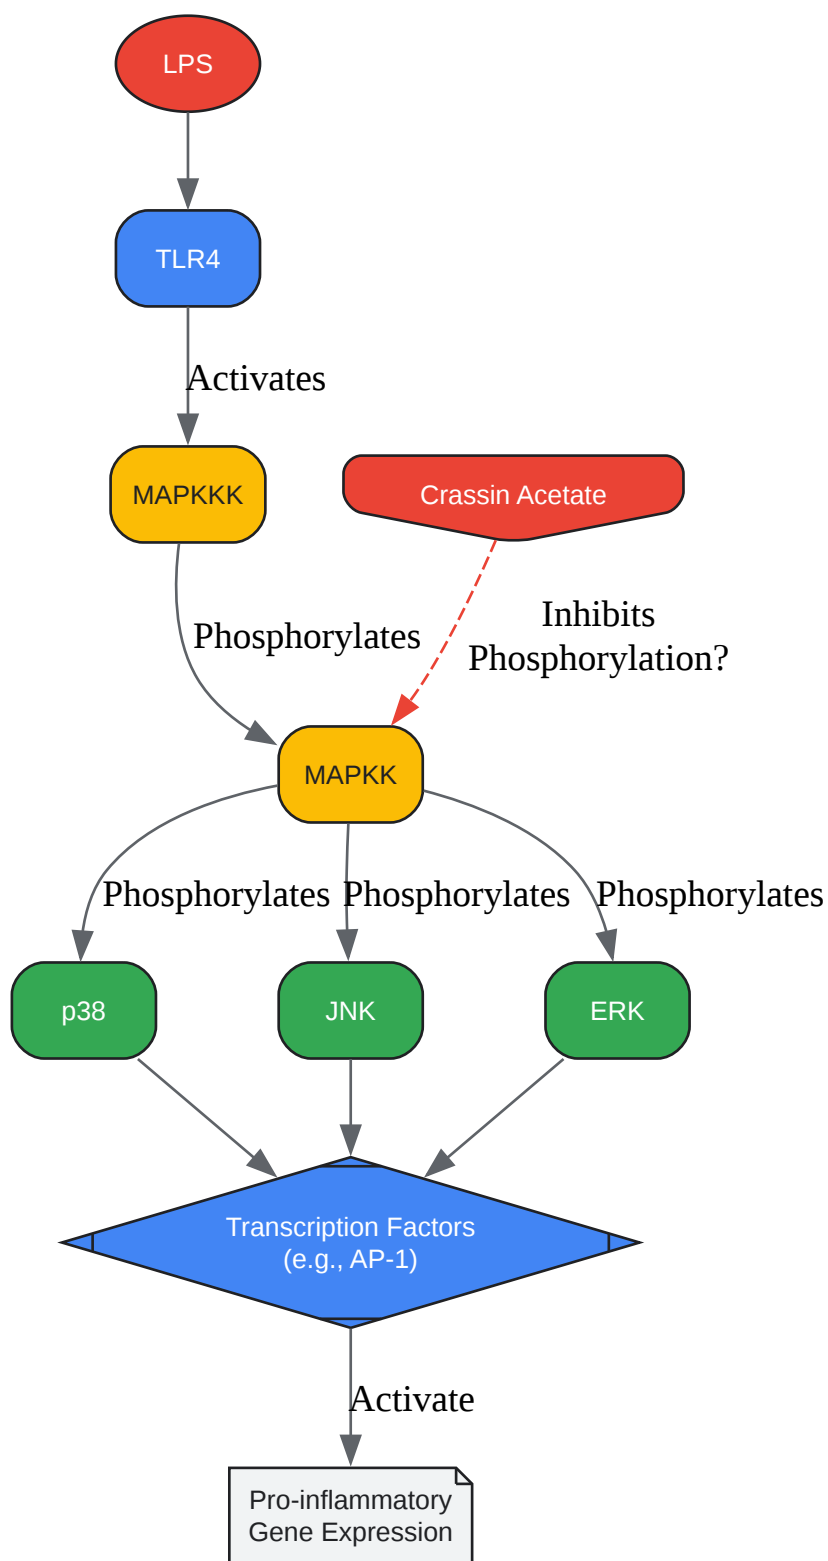 LPS
TLR4
Activates
MAPKKK
Crassin Acetate
Phosphorylates
Inhibits
Phosphorylation?
MAPKK
Phosphorylates
Phosphorylates
Phosphorylates
p38
JNK
ERK
Transcription Factors
(e.g., AP-1)
Activate
Pro-inflammatory
Gene Expression